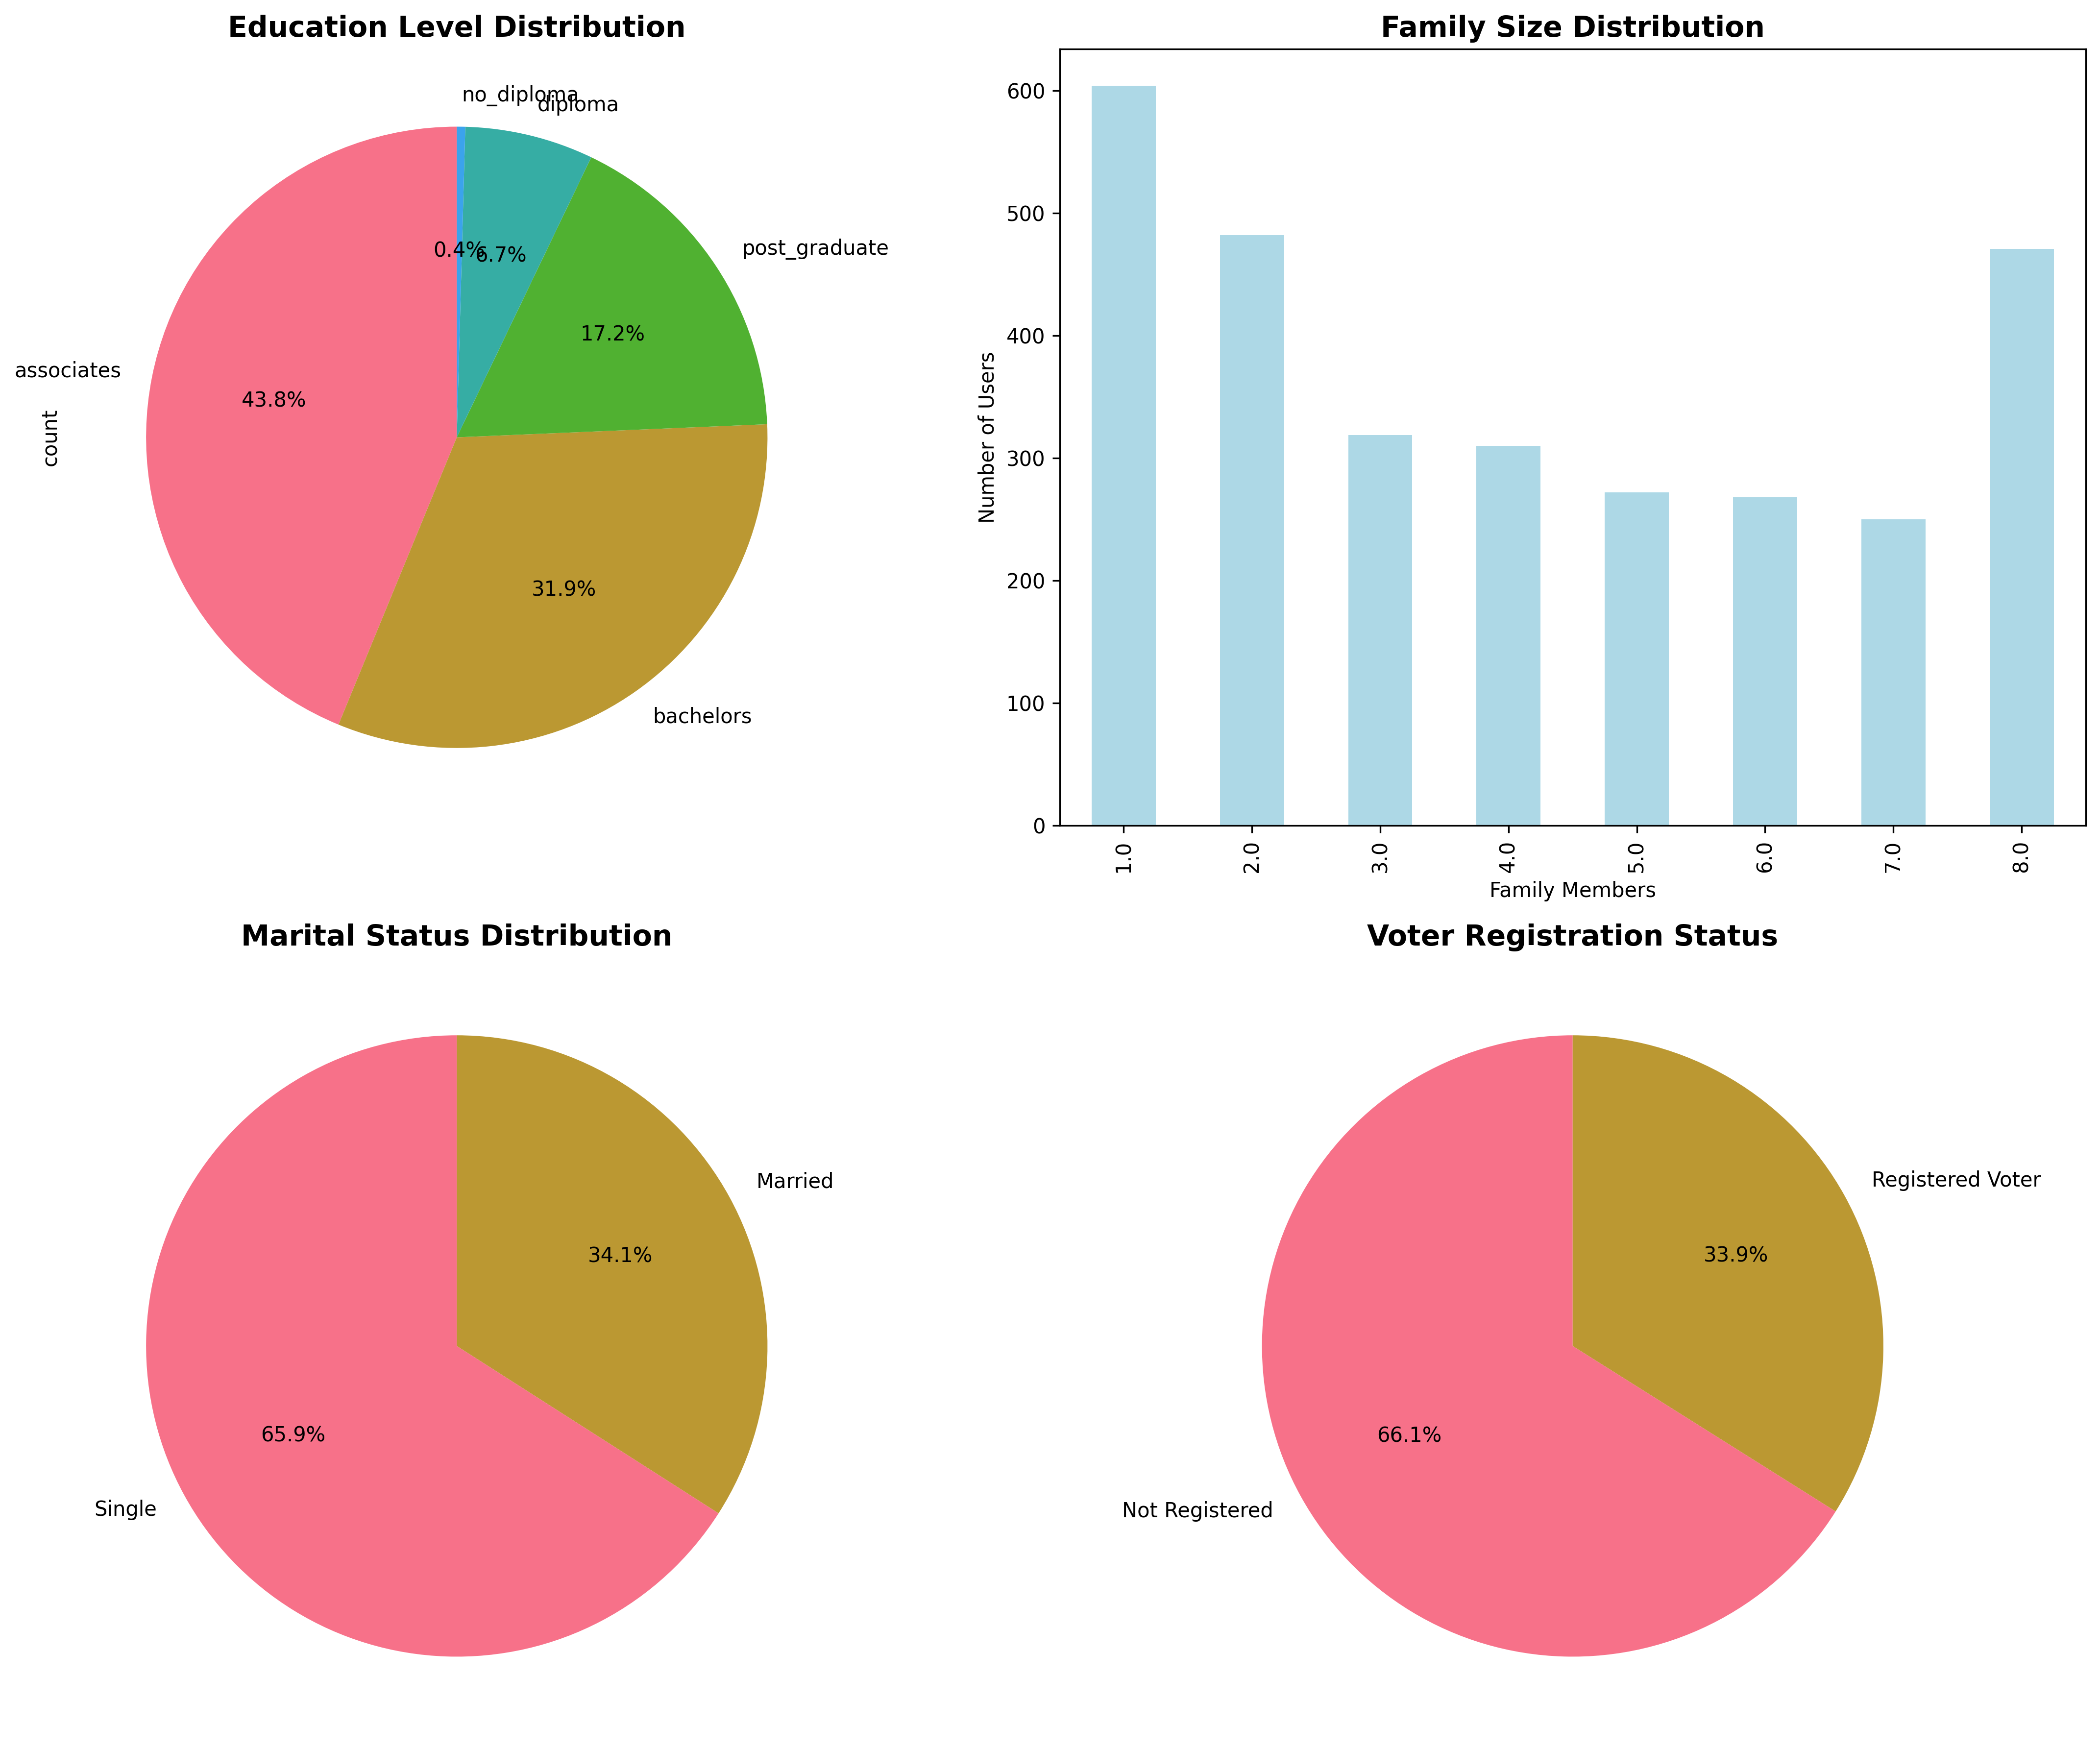 Education Level Distribution
no_diploma
diploma
0.4%
6.7%
post_graduate
17.2%
associates
43.8%
count
31.9%
bachelors
Family Size Distribution
600
500
400
300
200
100
0
Number of Users
1.0
2.0
3.0
4.0
5.0
6.0
7.0
8.0
Family Members
Marital Status Distribution
Married
34.1%
65.9%
Single
Voter Registration Status
Registered Voter
33.9%
66.1%
Not Registered